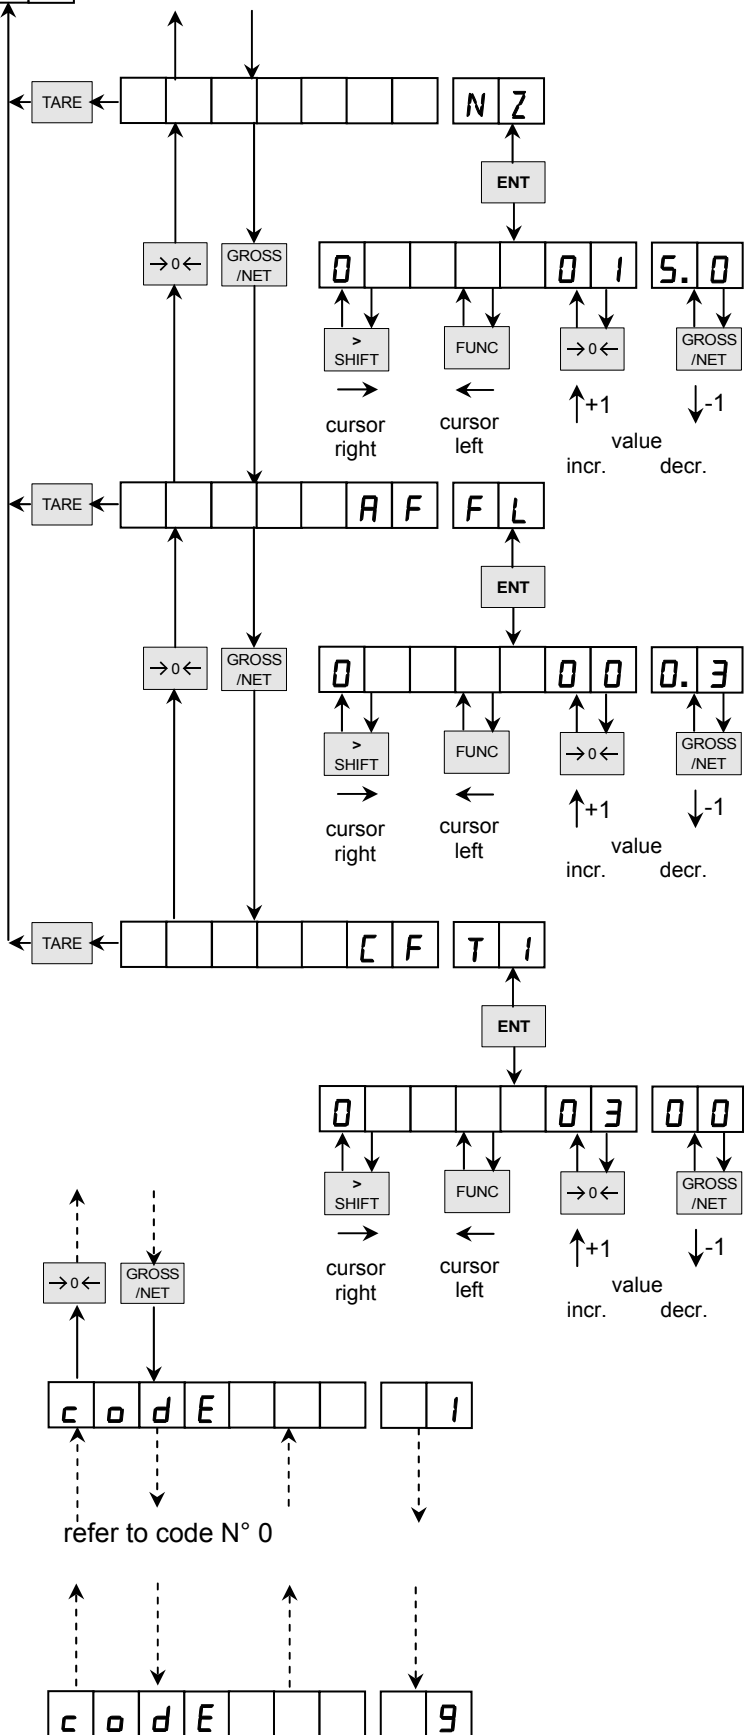 TARE N Z
ENT
→0← GROSS /NET 0 0 1 5. 0
> SHIFT FUNC →0← GROSS /NET
cursor right cursor left +1 -1
value
incr. decr.
TARE A F F L
ENT
→0← GROSS /NET 0 0 0 0. 3
> SHIFT FUNC →0← GROSS /NET
cursor right cursor left +1 -1
value
incr. decr.
TARE C F T 1
ENT
0 0 3 0 0
> SHIFT FUNC →0← GROSS /NET
→0← GROSS /NET
cursor right cursor left +1 -1
value
incr. decr.
c o d E 1
refer to code N° 0
c o d E 9